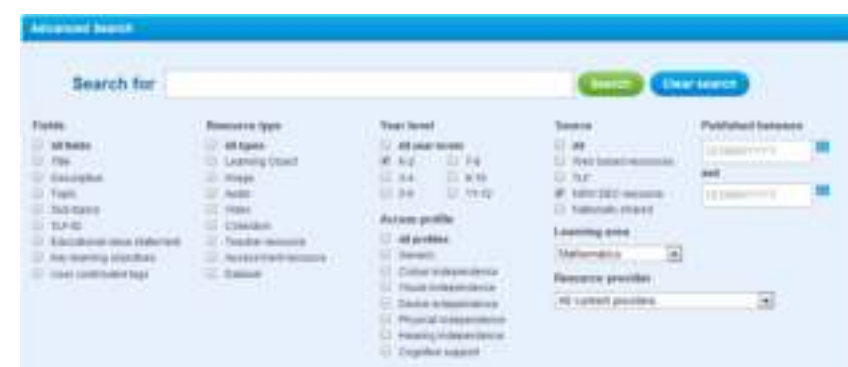 Advanced Search
Search for
Search
Clear search
Fields
All fields
Title
Description
Topic
TLF-ID
Educational value statement
Key learning objectives
User contributed tags
Resource type
All types
Learning Object
Image
Audio
Video
Collection
Teacher resource
Assessment resource
Dataset
Year level
All year levels
K-2
7-8
3-4
9-10
5-6
11-12
Access profile
All profiles
Generic
Colour independence
Visual independence
Device independence
Physical independence
Hearing independence
Cognitive support
Source
All
Web based resources
TLF
NSW DEC resources
Nationally shared
Learning area
Mathematics
Resource provider
All content providers
Published between
and